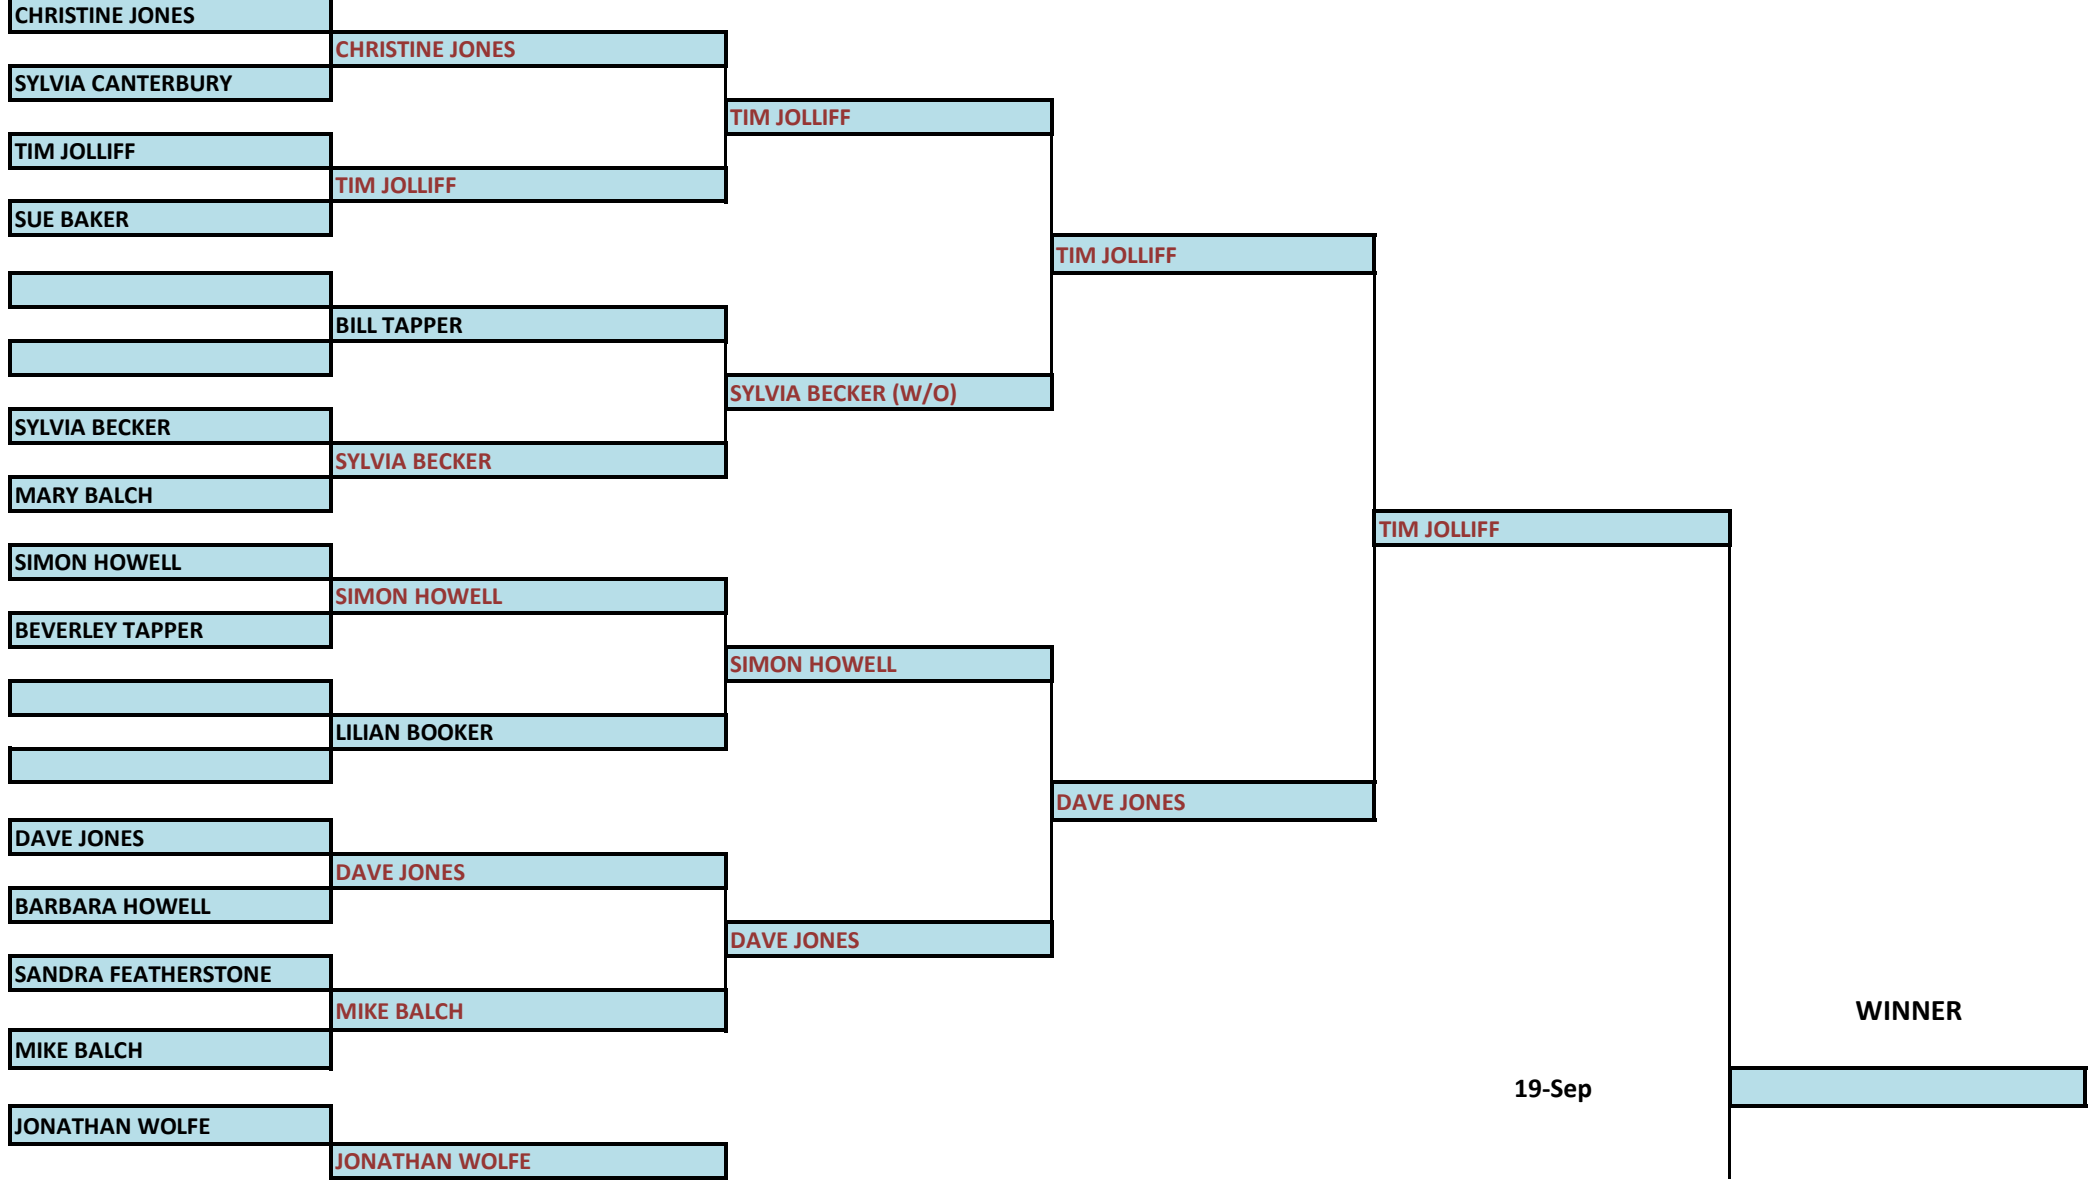 CHRISTINE JONES
CHRISTINE JONES
SYLVIA CANTERBURY
TIM JOLLIFF
TIM JOLLIFF
TIM JOLLIFF
SUE BAKER
TIM JOLLIFF
BILL TAPPER
SYLVIA BECKER (W/O)
SYLVIA BECKER
SYLVIA BECKER
MARY BALCH
TIM JOLLIFF
SIMON HOWELL
SIMON HOWELL
BEVERLEY TAPPER
SIMON HOWELL
LILIAN BOOKER
DAVE JONES
DAVE JONES
DAVE JONES
BARBARA HOWELL
DAVE JONES
SANDRA FEATHERSTONE
MIKE BALCH
WINNER
MIKE BALCH
19-Sep
JONATHAN WOLFE
JONATHAN WOLFE